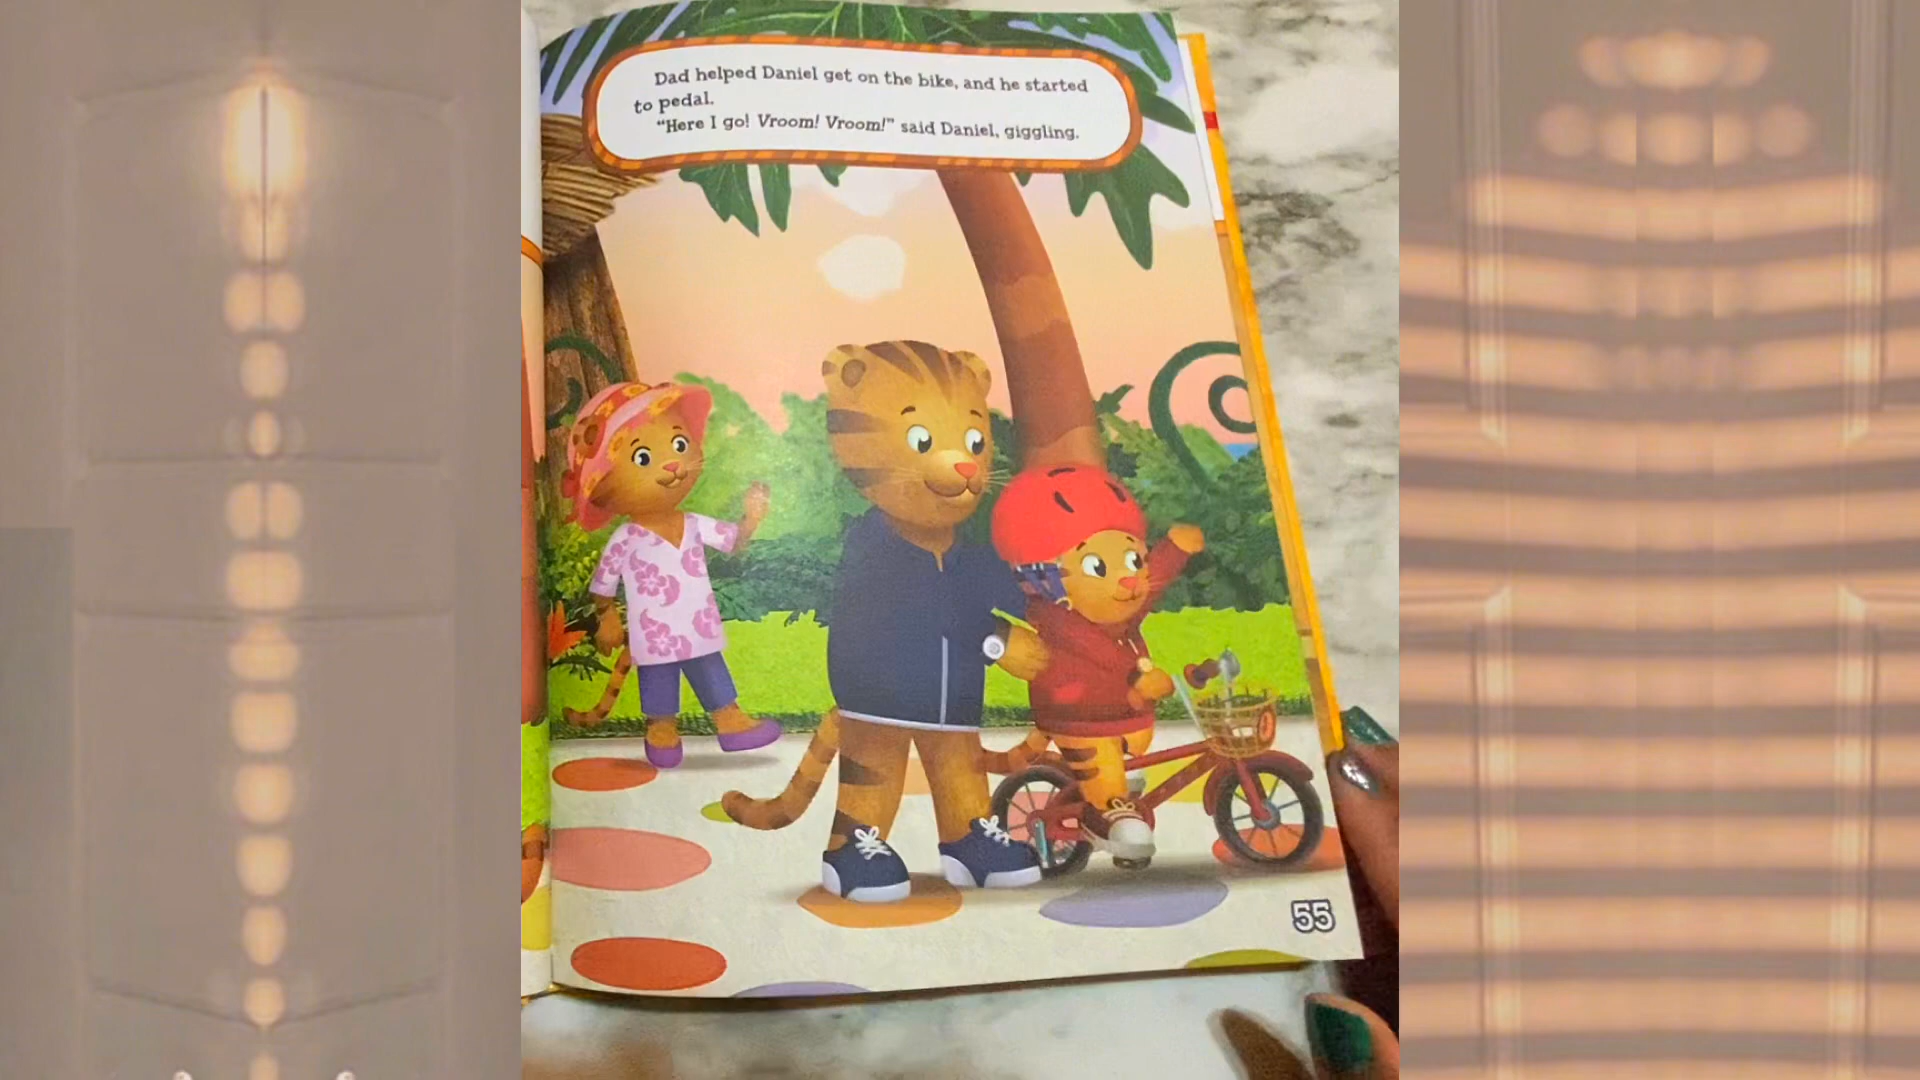 Dad helped Daniel get on the bike, and he started
to pedal.
“Here I go! Vroom! Vroom!” said Daniel, giggling.
55